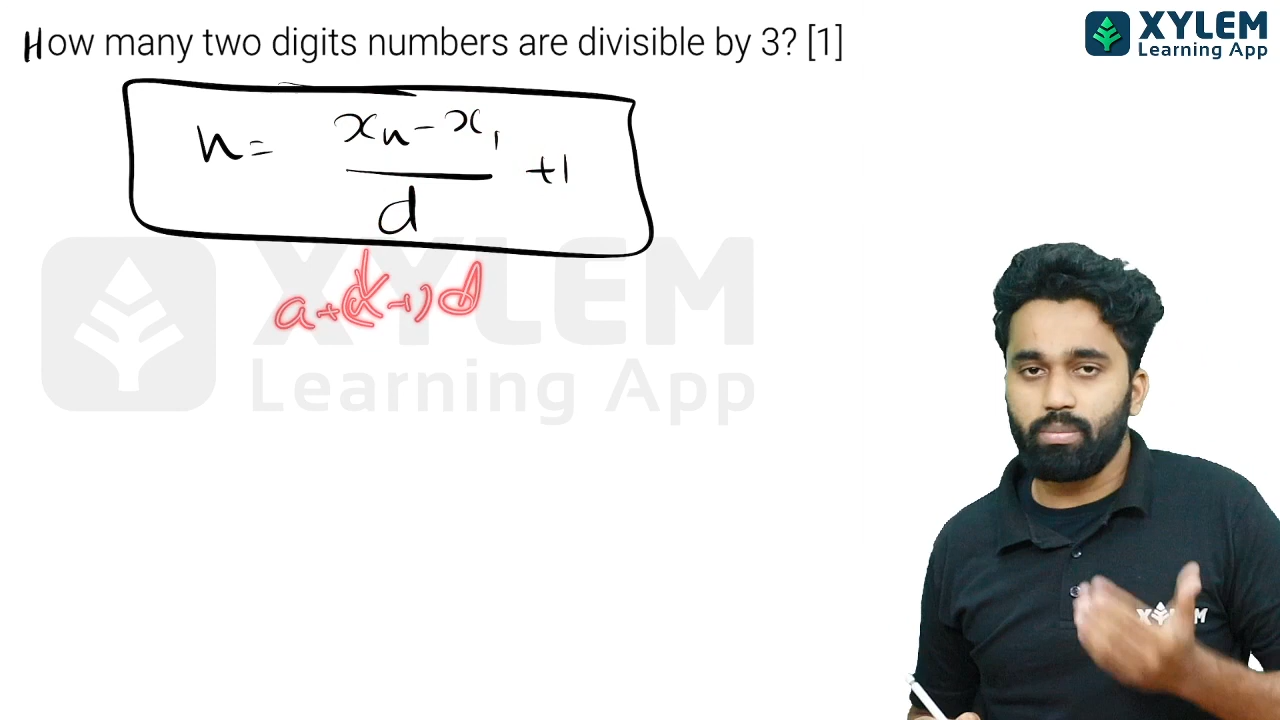 How many two digits numbers are divisible by 3? [1]
XYLEM
Learning App
n = xₙ - x₁ / d + 1
a + (n - 1) d
XYLEM
Learning App
XYLEM